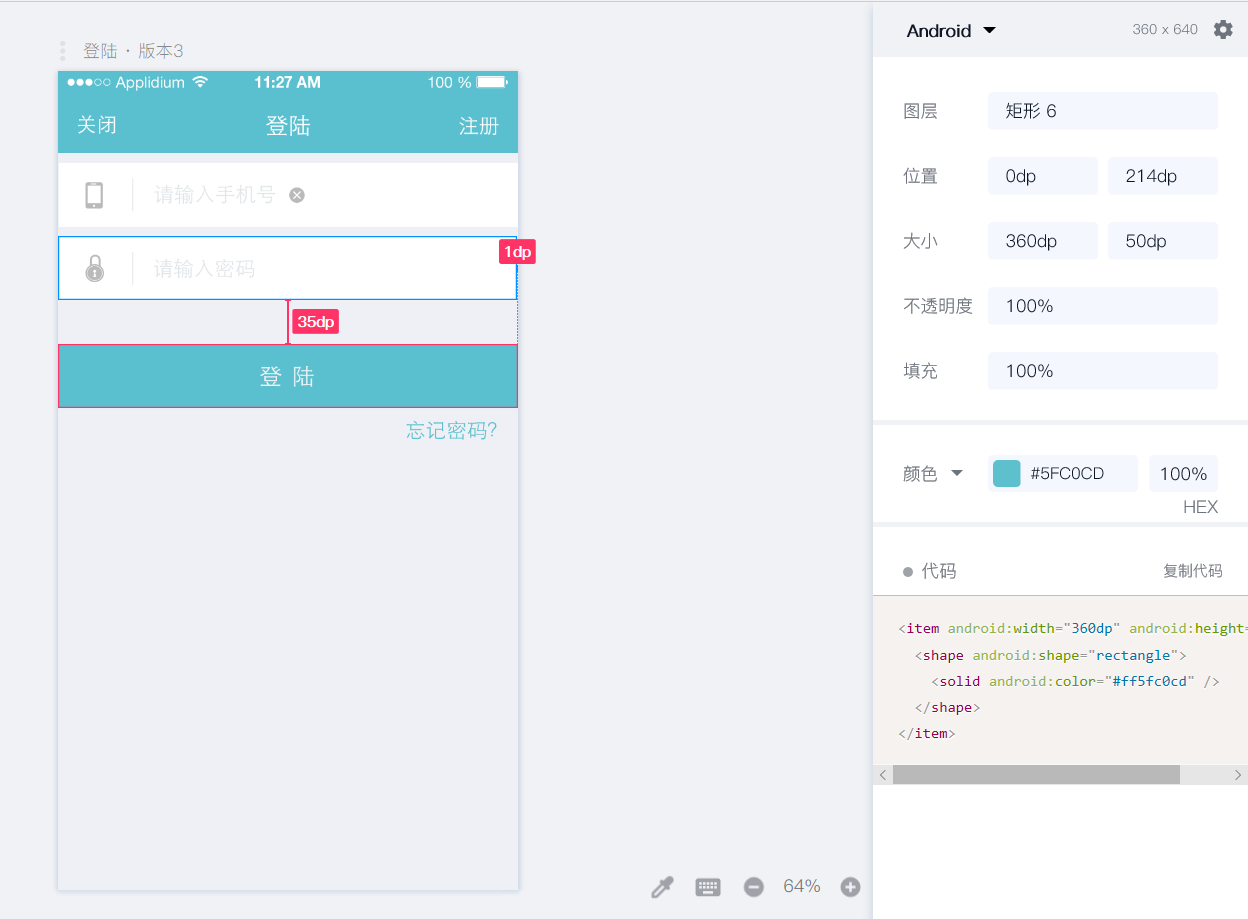 登陆 · 版本3
Applidium 11:27 AM 100 %
关闭 登陆 注册
请输入手机号
请输入密码
1dp
35dp
登 陆
忘记密码?
64%
Android 360 x 640
图层 矩形 6
位置 0dp 214dp
大小 360dp 50dp
不透明度 100%
填充 100%
颜色 #5FC0CD 100%
HEX
代码 复制代码
<item android:width="360dp" android:height=
<shape android:shape="rectangle">
<solid android:color="#ff5fc0cd" />
</shape>
</item>